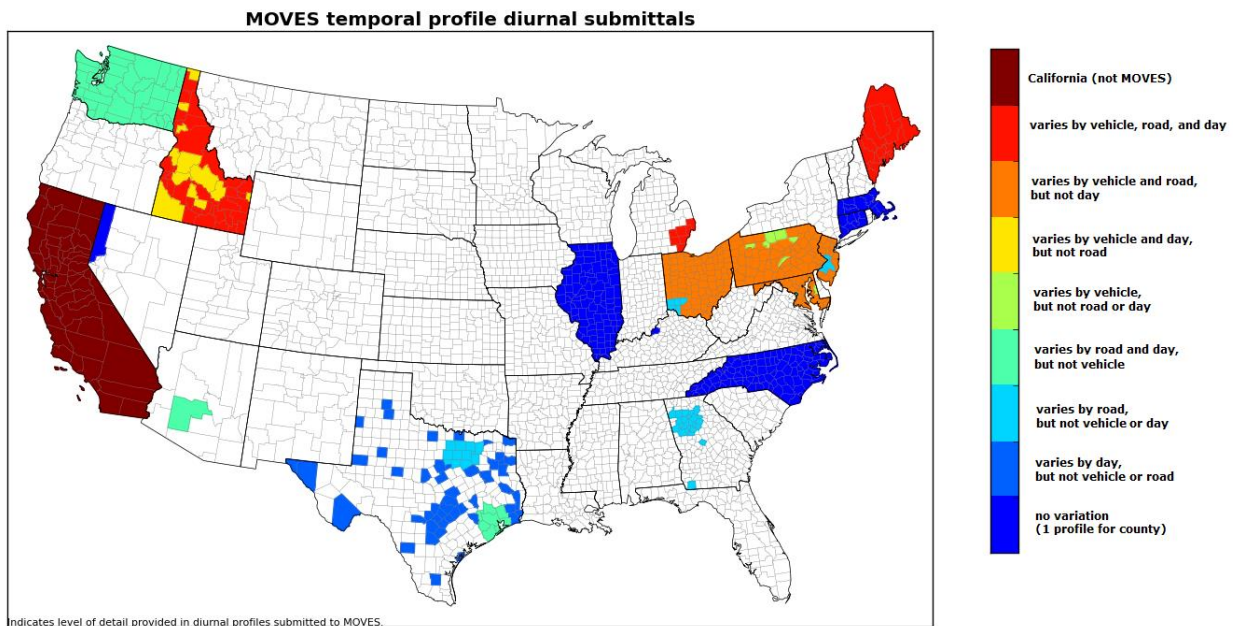 MOVES temporal profile diurnal submittals
California (not MOVES)
varies by vehicle, road, and day
varies by vehicle and road,
but not day
varies by vehicle and day,
but not road
varies by vehicle,
but not road or day
varies by road and day,
but not vehicle
varies by road,
but not vehicle or day
varies by day,
but not vehicle or road
no variation
(1 profile for county)
Indicates level of detail provided in diurnal profiles submitted to MOVES.